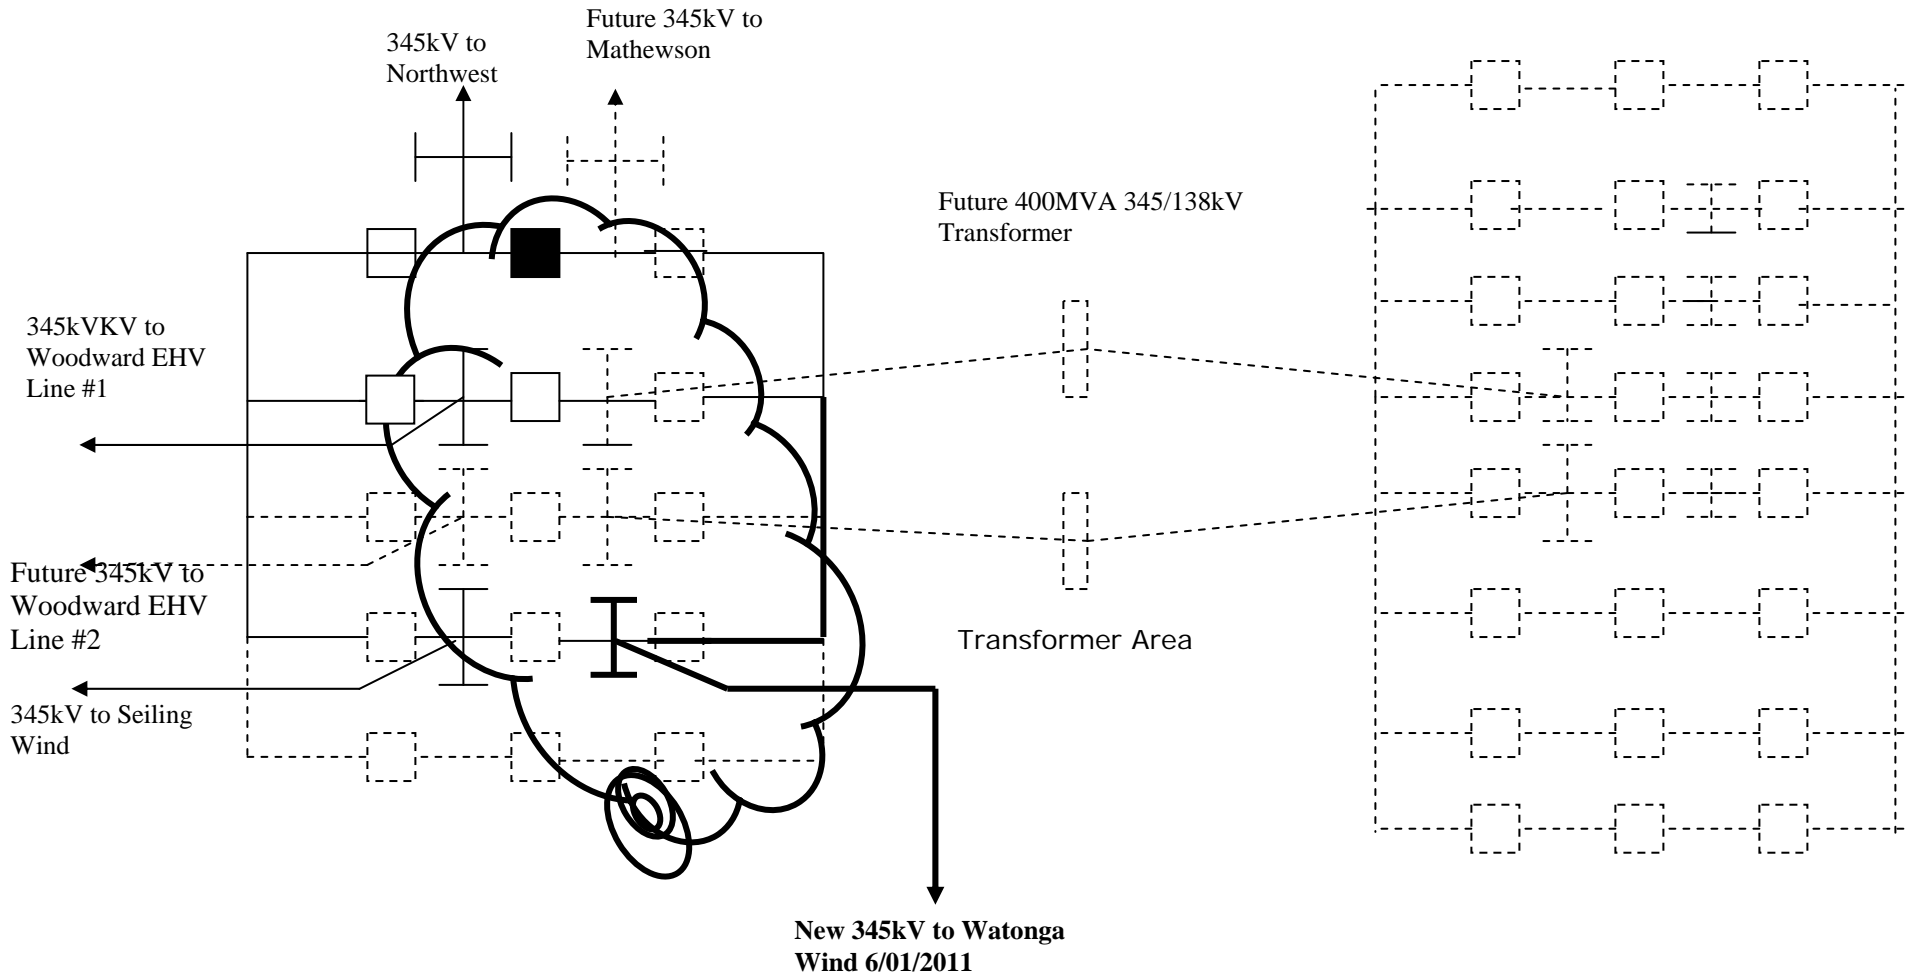 Future 345kV to
Mathewson
345kV to
Northwest
Future 400MVA 345/138kV
Transformer
345kVKV to
Woodward EHV
Line #1
Future 345kV to
Woodward EHV
Line #2
Transformer Area
345kV to Seiling
Wind
New 345kV to Watonga
Wind 6/01/2011